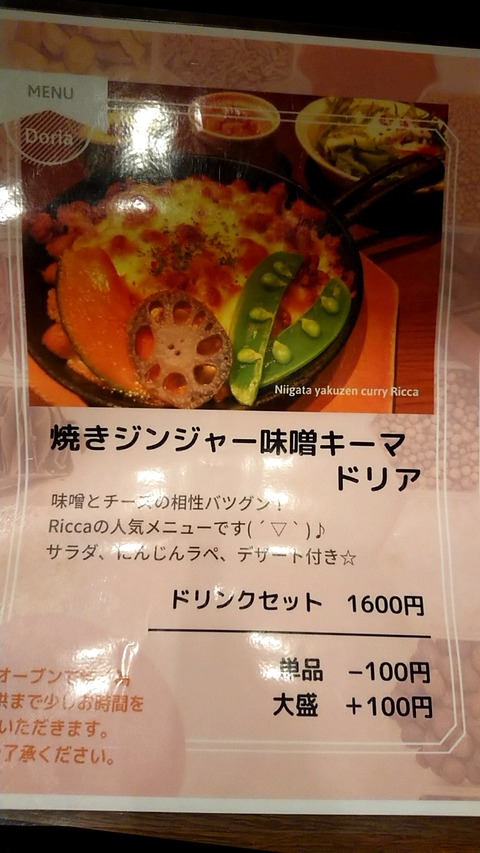 MENU
Doria
Niigata yakuzen curry Ricca
焼きジンジャー味噌キーマ
ドリア
味噌とチーズの相性バツグン!
Riccaの人気メニューです(´▽`)♪
サラダ、にんじんラペ、デザート付き☆
ドリンクセット 1600円
単品 −100円
大盛 +100円
オーブンで
供まで少しお時間を
いただきます。
了承ください。